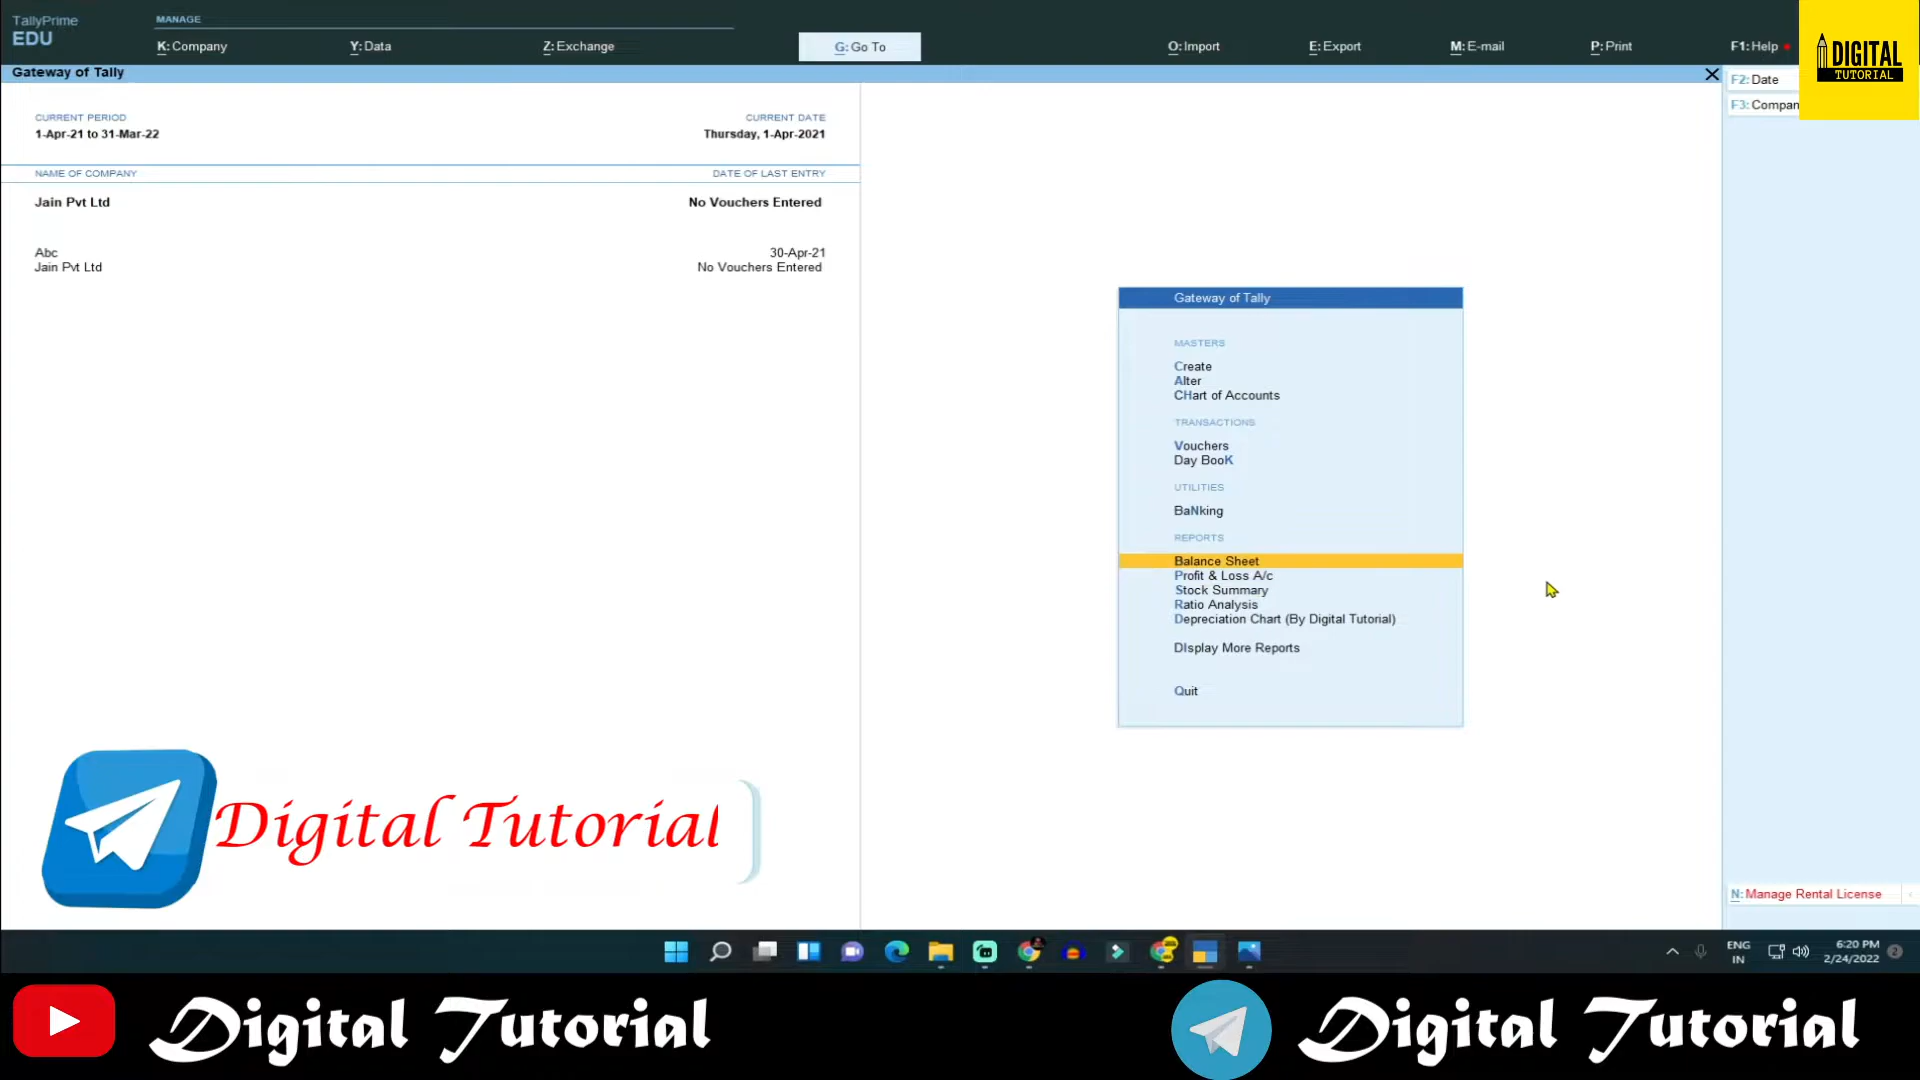 TallyPrime
EDU
MANAGE
K: Company
Y: Data
Z: Exchange
G: Go To
O: Import
E: Export
M: E-mail
P: Print
F1: Help
DIGITAL
TUTORIAL
Gateway of Tally
F2: Date
F3: Compan
CURRENT PERIOD
1-Apr-21 to 31-Mar-22
CURRENT DATE
Thursday, 1-Apr-2021
NAME OF COMPANY
DATE OF LAST ENTRY
Jain Pvt Ltd
No Vouchers Entered
Abc
30-Apr-21
Jain Pvt Ltd
No Vouchers Entered
Gateway of Tally
MASTERS
Create
Alter
CHart of Accounts
TRANSACTIONS
Vouchers
Day BooK
UTILITIES
BaNking
REPORTS
Balance Sheet
Profit & Loss A/c
Stock Summary
Ratio Analysis
Depreciation Chart (By Digital Tutorial)
DIsplay More Reports
Quit
Digital Tutorial
N: Manage Rental License
ENG
IN
6:20 PM
2/24/2022
2
Digital Tutorial
Digital Tutorial